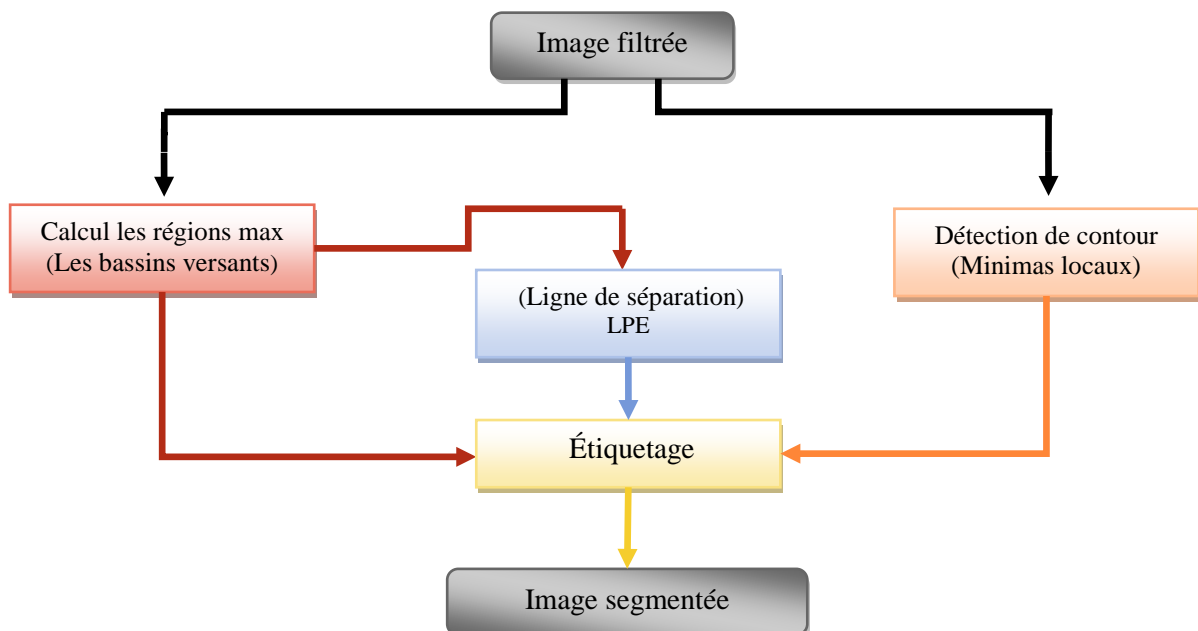 Image filtrée
Calcul les régions max
(Les bassins versants)
Détection de contour
(Minimas locaux)
(Ligne de séparation)
LPE
Étiquetage
Image segmentée